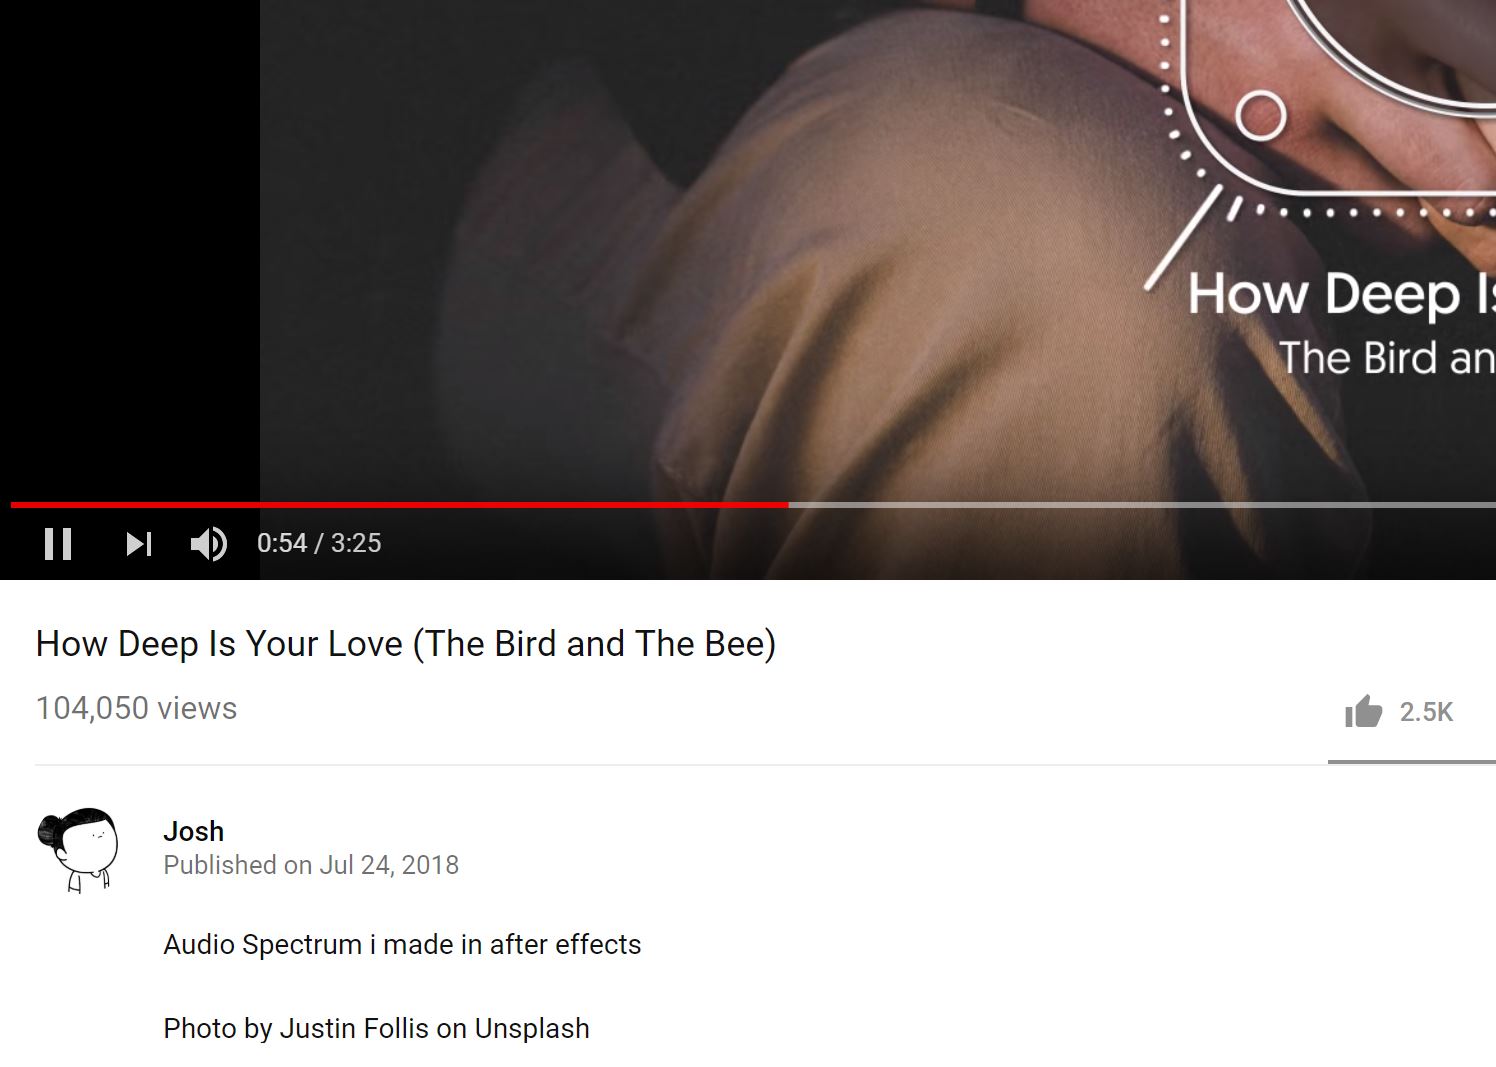 How Deep Is
The Bird an
0:54 / 3:25
How Deep Is Your Love (The Bird and The Bee)
104,050 views
2.5K
Josh
Published on Jul 24, 2018
Audio Spectrum i made in after effects
Photo by Justin Follis on Unsplash